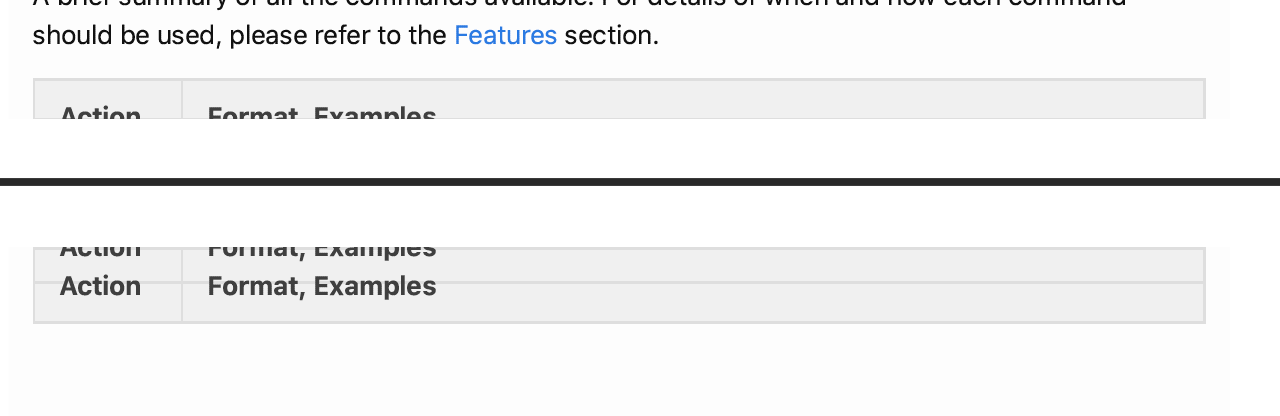 A brief summary of all the commands available. For details of when and how each command
should be used, please refer to the Features section.
Action Format, Examples
Action Format, Examples
Action Format, Examples